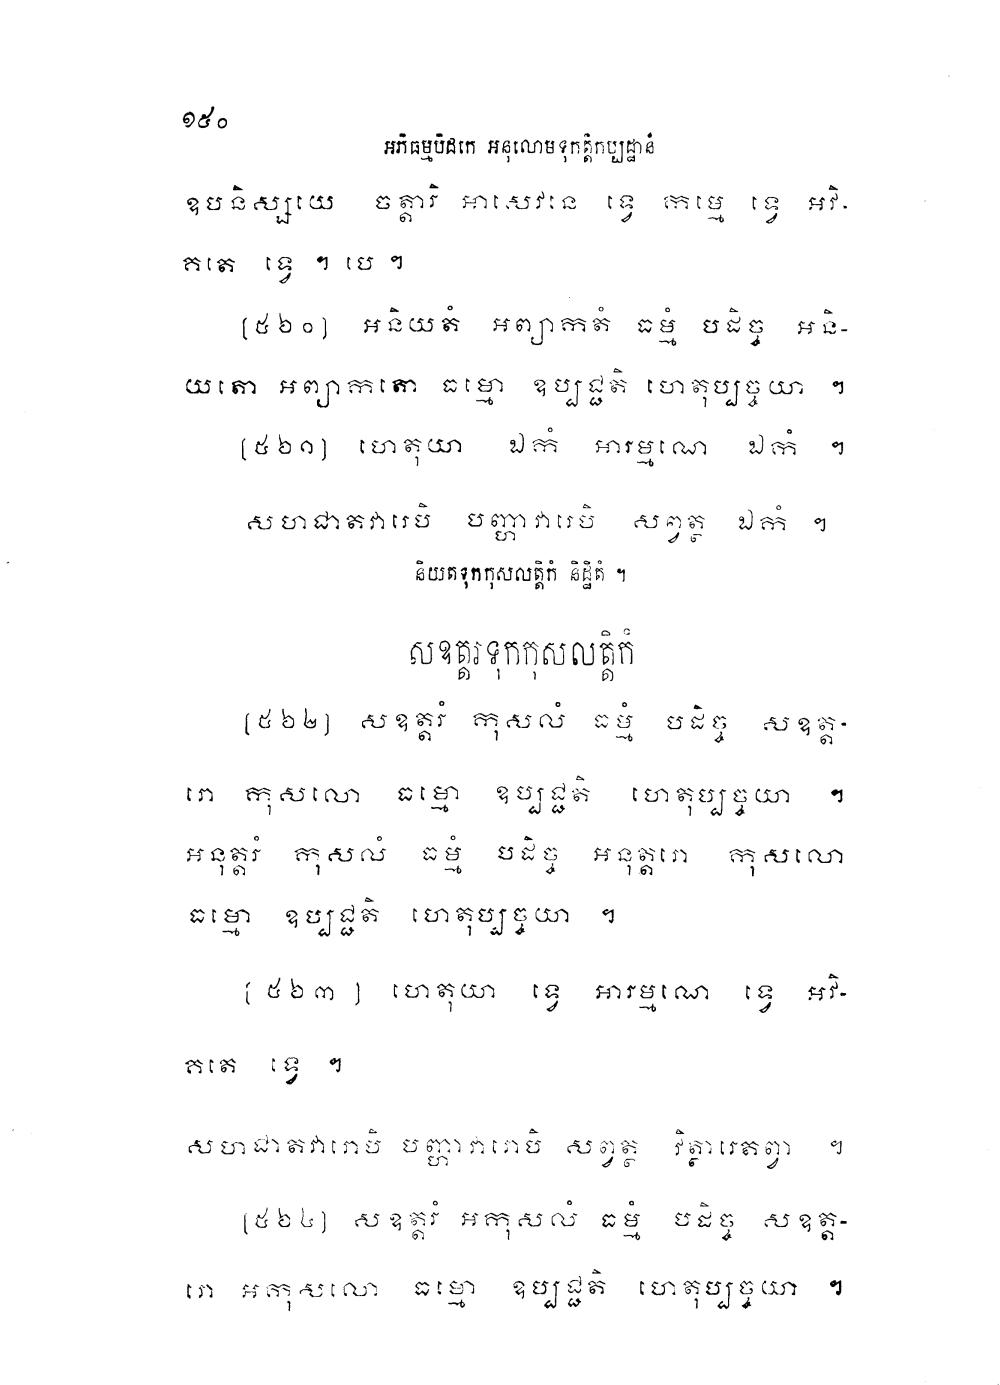 ១៥០
អភិធម្មបិដកេ អនុលោមទុកត្តិកប្បដ្ឋានំ
ឧបនិស្សយេ ចត្តារិ អាសេវនេ ទ្វេ កម្មេ ទ្វេ អវិ-
កតេ ទ្វេ ។ បេ ។
(៥៦០) អនិយតំ អព្យាកតំ ធម្មំ បដិច្ច អនិ-
យតោ អព្យាកតោ ធម្មោ ឧប្បជ្ជតិ ហេតុប្បច្ចយា ។
(៥៦១) ហេតុយា ឯកំ អារម្មណេ ឯកំ ។
សហជាតវារេបិ បញ្ហាវារេបិ សព្វត្ថ ឯកំ ។
និយតទុកកុសលត្តិកំ និដ្ឋិតំ ។
សឧត្តរទុកកុសលត្តិកំ
(៥៦២) សឧត្តរំ កុសលំ ធម្មំ បដិច្ច សឧត្ត-
រោ កុសលោ ធម្មោ ឧប្បជ្ជតិ ហេតុប្បច្ចយា ។
អនុត្តរំ កុសលំ ធម្មំ បដិច្ច អនុត្តរោ កុសលោ
ធម្មោ ឧប្បជ្ជតិ ហេតុប្បច្ចយា ។
(៥៦៣) ហេតុយា ទ្វេ អារម្មណេ ទ្វេ អវិ-
កតេ ទ្វេ ។
សហជាតវារោបិ បញ្ហាវារោបិ សព្វត្ថ វិត្ថារេតព្វា ។
(៥៦៤) សឧត្តរំ អកុសលំ ធម្មំ បដិច្ច សឧត្ត-
រោ អកុសលោ ធម្មោ ឧប្បជ្ជតិ ហេតុប្បច្ចយា ។